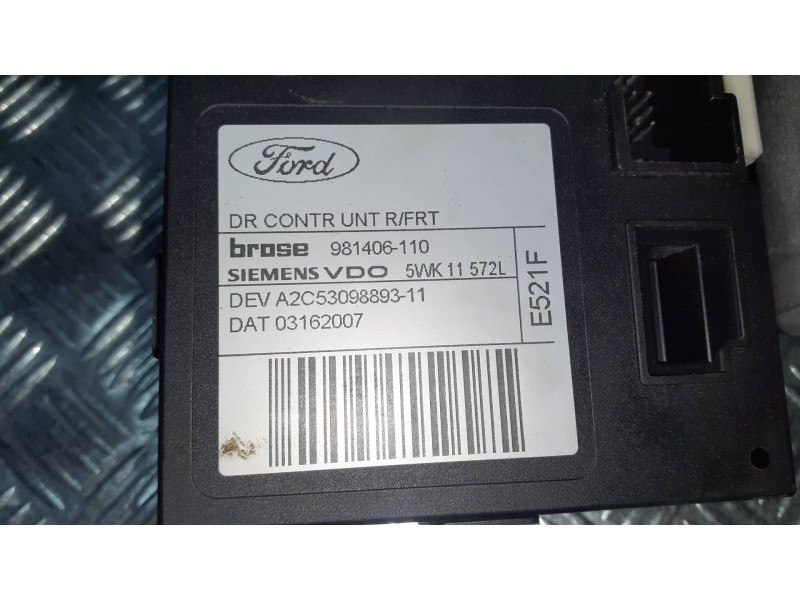 Ford
DR CONTR UNT R/FRT
brose 981406-110
SIEMENS VDO 5WK 11 572L
DEV A2C53098893-11
DAT 03162007
E521F